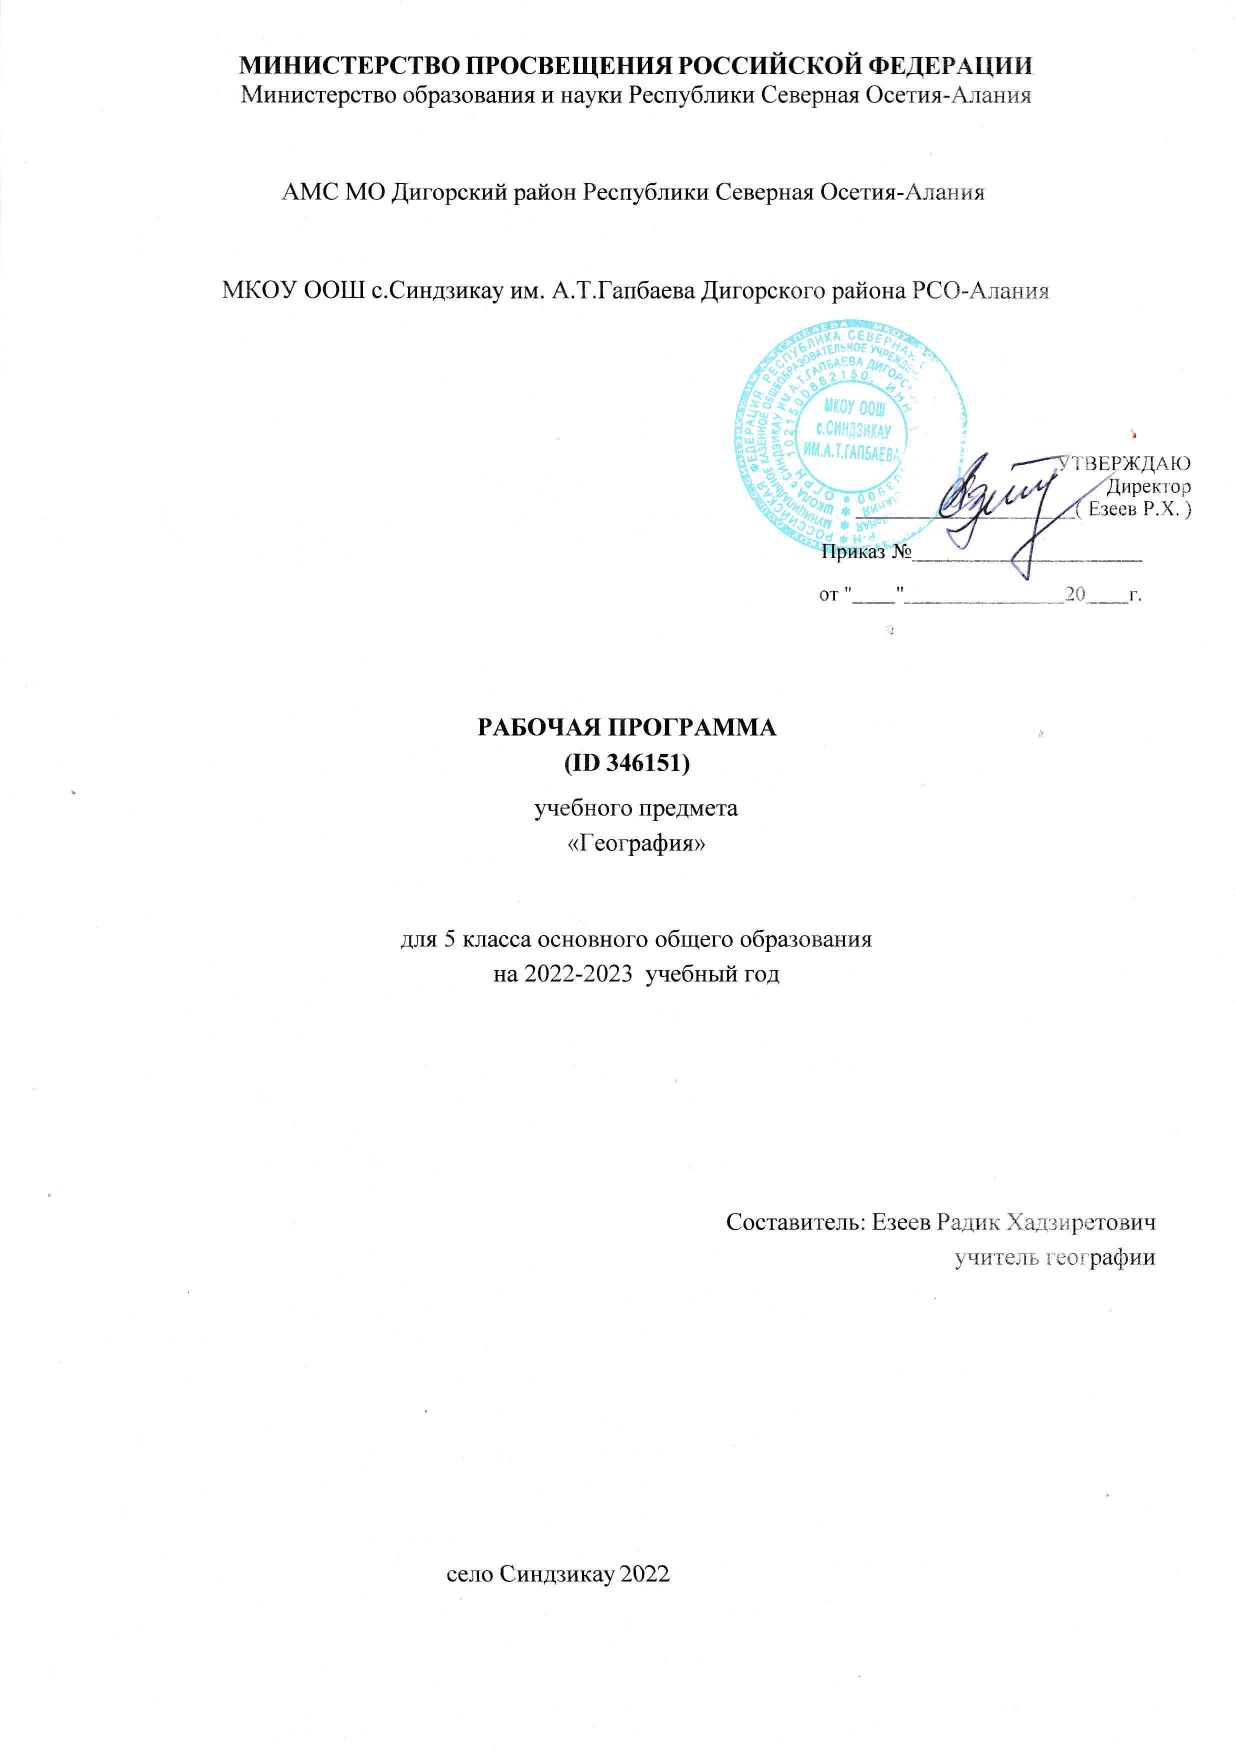 МИНИСТЕРСТВО ПРОСВЕЩЕНИЯ РОССИЙСКОЙ ФЕДЕРАЦИИ
Министерство образования и науки Республики Северная Осетия-Алания
АМС МО Дигорский район Республики Северная Осетия-Алания
МКОУ ООШ с.Синдзикау им. А.Т.Гапбаева Дигорского района РСО-Алания
МКОУ ООШ
с.СИНДЗИКАУ
ИМ.А.Т.ГАПБАЕВА
УТВЕРЖДАЮ
Директор
____________________( Езеев Р.Х. )
Приказ №______________________
от "____"_______________20____г.
РАБОЧАЯ ПРОГРАММА
(ID 346151)
учебного предмета
«География»
для 5 класса основного общего образования
на 2022-2023 учебный год
Составитель: Езеев Радик Хадзиретович
учитель географии
село Синдзикау 2022